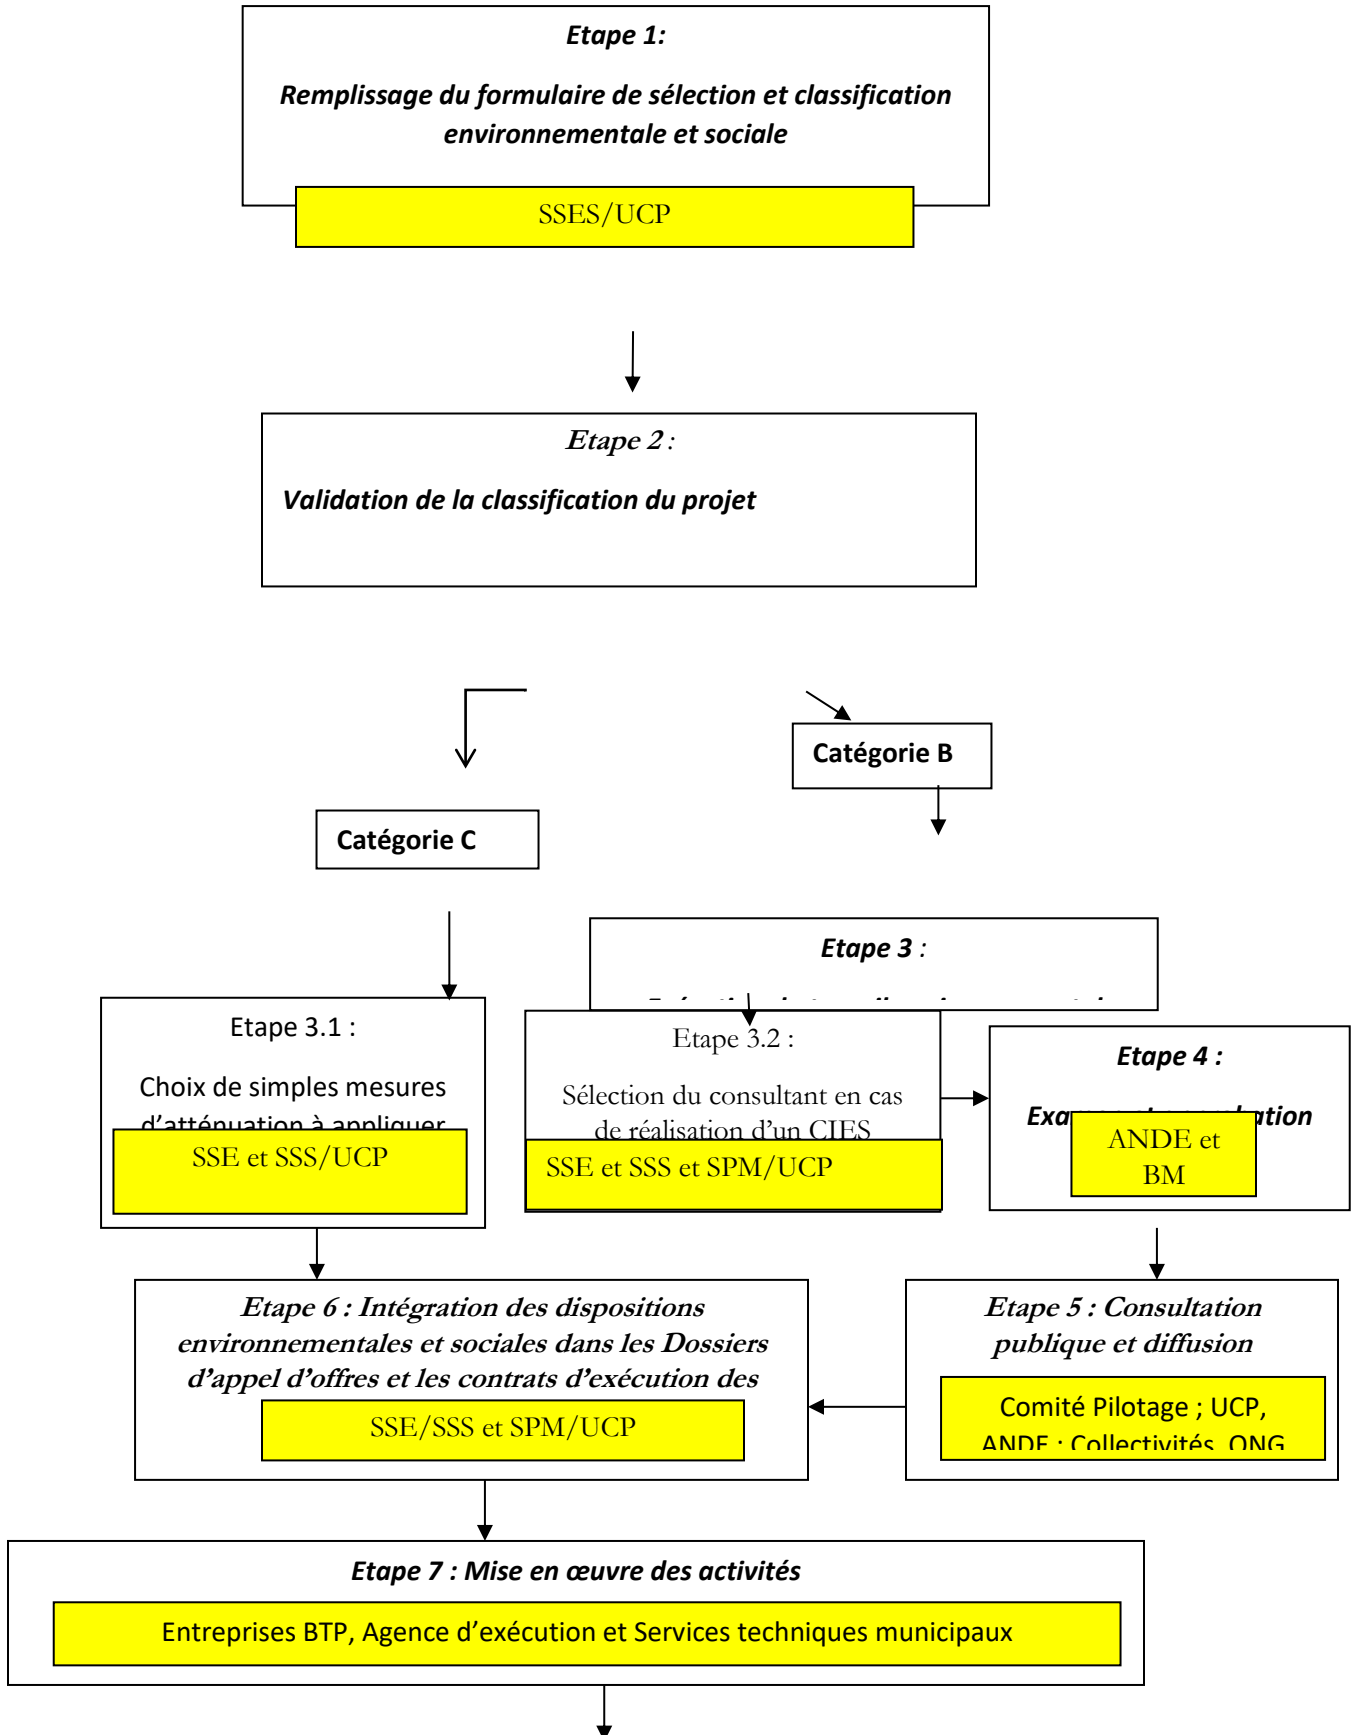 Etape 1:
Remplissage du formulaire de sélection et classification
environnementale et sociale
SSES/UCP
Etape 2 :
Validation de la classification du projet
Catégorie B
Catégorie C
Etape 3 :
Etape 3.1 :
Choix de simples mesures
d’atténuation à appliquer
SSE et SSS/UCP
Etape 3.2 :
Sélection du consultant en cas
de réalisation d’un CIES
SSE et SSS et SPM/UCP
Etape 4 :
ANDE et
BM
Etape 6 : Intégration des dispositions
environnementales et sociales dans les Dossiers
d’appel d’offres et les contrats d’exécution des
SSE/SSS et SPM/UCP
Etape 5 : Consultation
publique et diffusion
Comité Pilotage ; UCP,
ANDE ; Collectivités, ONG
Etape 7 : Mise en œuvre des activités
Entreprises BTP, Agence d’exécution et Services techniques municipaux